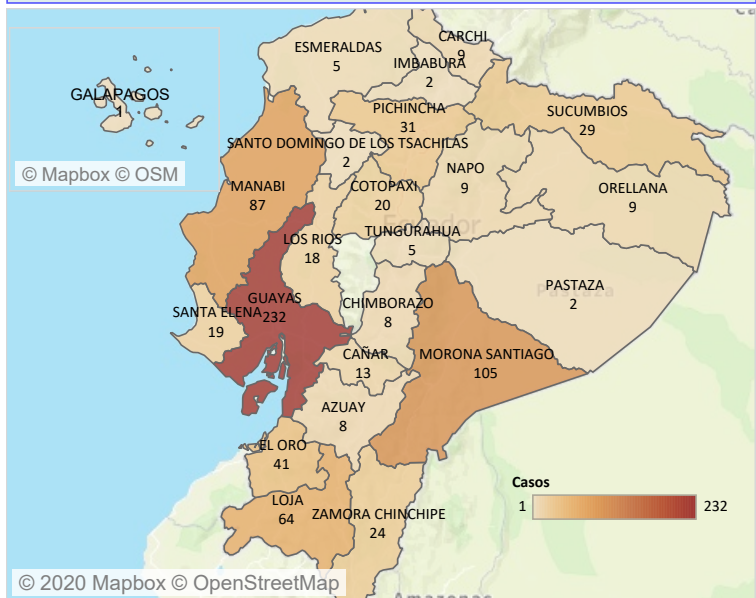 CARCHI
9
ESMERALDAS
5
IMBABURA
2
GALAPAGOS
1
PICHINCHA
31
SUCUMBIOS
29
SANTO DOMINGO DE LOS TSACHILAS
2
© Mapbox © OSM
NAPO
9
MANABI
87
COTOPAXI
20
ORELLANA
9
Ecuador
TUNGURAHUA
5
LOS RIOS
18
PASTAZA
2
Pastaza
GUAYAS
232
SANTA ELENA
19
CHIMBORAZO
8
CAÑAR
13
MORONA SANTIAGO
105
AZUAY
8
EL ORO
41
Casos
1
232
LOJA
64
ZAMORA CHINCHIPE
24
© 2020 Mapbox © OpenStreetMap
Amazonas